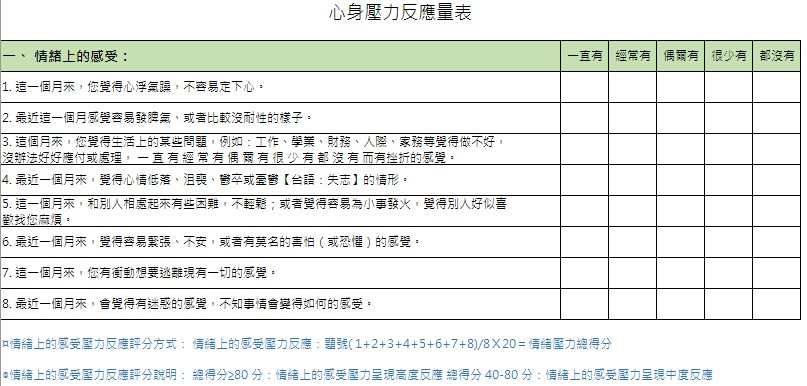 心身壓力反應量表
一、 情緒上的感受： 一直有 經常有 偶爾有 很少有 都沒有
1. 這一個月來，您覺得心浮氣躁，不容易定下心。
2. 最近這一個月感覺容易發脾氣、或者比較沒耐性的樣子。
3. 這個月來，您覺得生活上的某些問題，例如：工作、學業、財務、人際、家務等覺得做不好，
沒辦法好好應付或處理， 一 直 有 經 常 有 偶 爾 有 很 少 有 都 沒 有 而有挫折的感覺。
4. 最近一個月來，覺得心情低落、沮喪、鬱卒或憂鬱【台語：失志】的情形。
5. 這一個月來，和別人相處起來有些困難，不輕鬆；或者覺得容易為小事發火，覺得別人好似喜
歡找您麻煩。
6. 最近一個月來，覺得容易緊張、不安，或者有莫名的害怕（或恐懼）的感覺。
7. 這一個月來，您有衝動想要逃離現有一切的感覺。
8. 最近一個月來，會覺得有迷惑的感覺，不知事情會變得如何的感受。
¤情緒上的感受壓力反應評分方式： 情緒上的感受壓力反應：題號( 1+2+3+4+5+6+7+8)/8Ｘ20＝情緒壓力總得分
¤情緒上的感受壓力反應評分說明： 總得分≥80 分：情緒上的感受壓力呈現高度反應 總得分 40-80 分：情緒上的感受壓力呈現中度反應